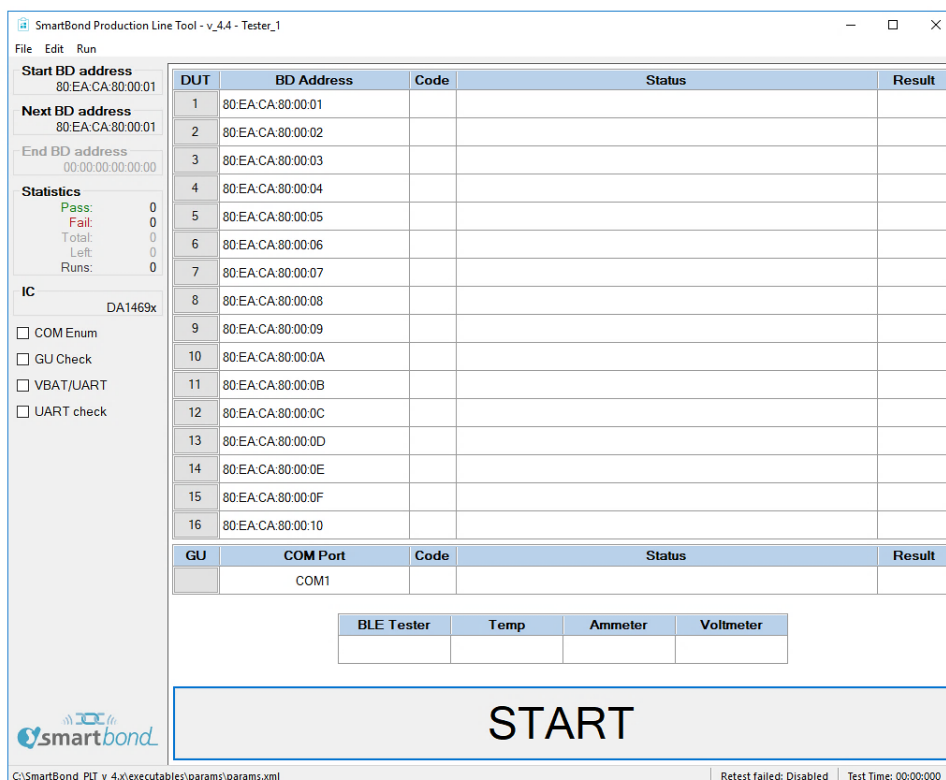 SmartBond Production Line Tool - v_4.4 - Tester_1
File Edit Run
Start BD address
80:EA:CA:80:00:01
Next BD address
80:EA:CA:80:00:01
End BD address
00:00:00:00:00:00
Statistics
Pass: 0
Fail: 0
Total: 0
Left: 0
Runs: 0
IC
DA1469x
COM Enum
GU Check
VBAT/UART
UART check
DUT BD Address Code Status Result
1 80:EA:CA:80:00:01
2 80:EA:CA:80:00:02
3 80:EA:CA:80:00:03
4 80:EA:CA:80:00:04
5 80:EA:CA:80:00:05
6 80:EA:CA:80:00:06
7 80:EA:CA:80:00:07
8 80:EA:CA:80:00:08
9 80:EA:CA:80:00:09
10 80:EA:CA:80:00:0A
11 80:EA:CA:80:00:0B
12 80:EA:CA:80:00:0C
13 80:EA:CA:80:00:0D
14 80:EA:CA:80:00:0E
15 80:EA:CA:80:00:0F
16 80:EA:CA:80:00:10
GU COM Port Code Status Result
COM1
BLE Tester Temp Ammeter Voltmeter
START
smartbond
C:\SmartBond_PLT_v_4.x\executables\params\params.xml Retest failed: Disabled Test Time: 00:00:000